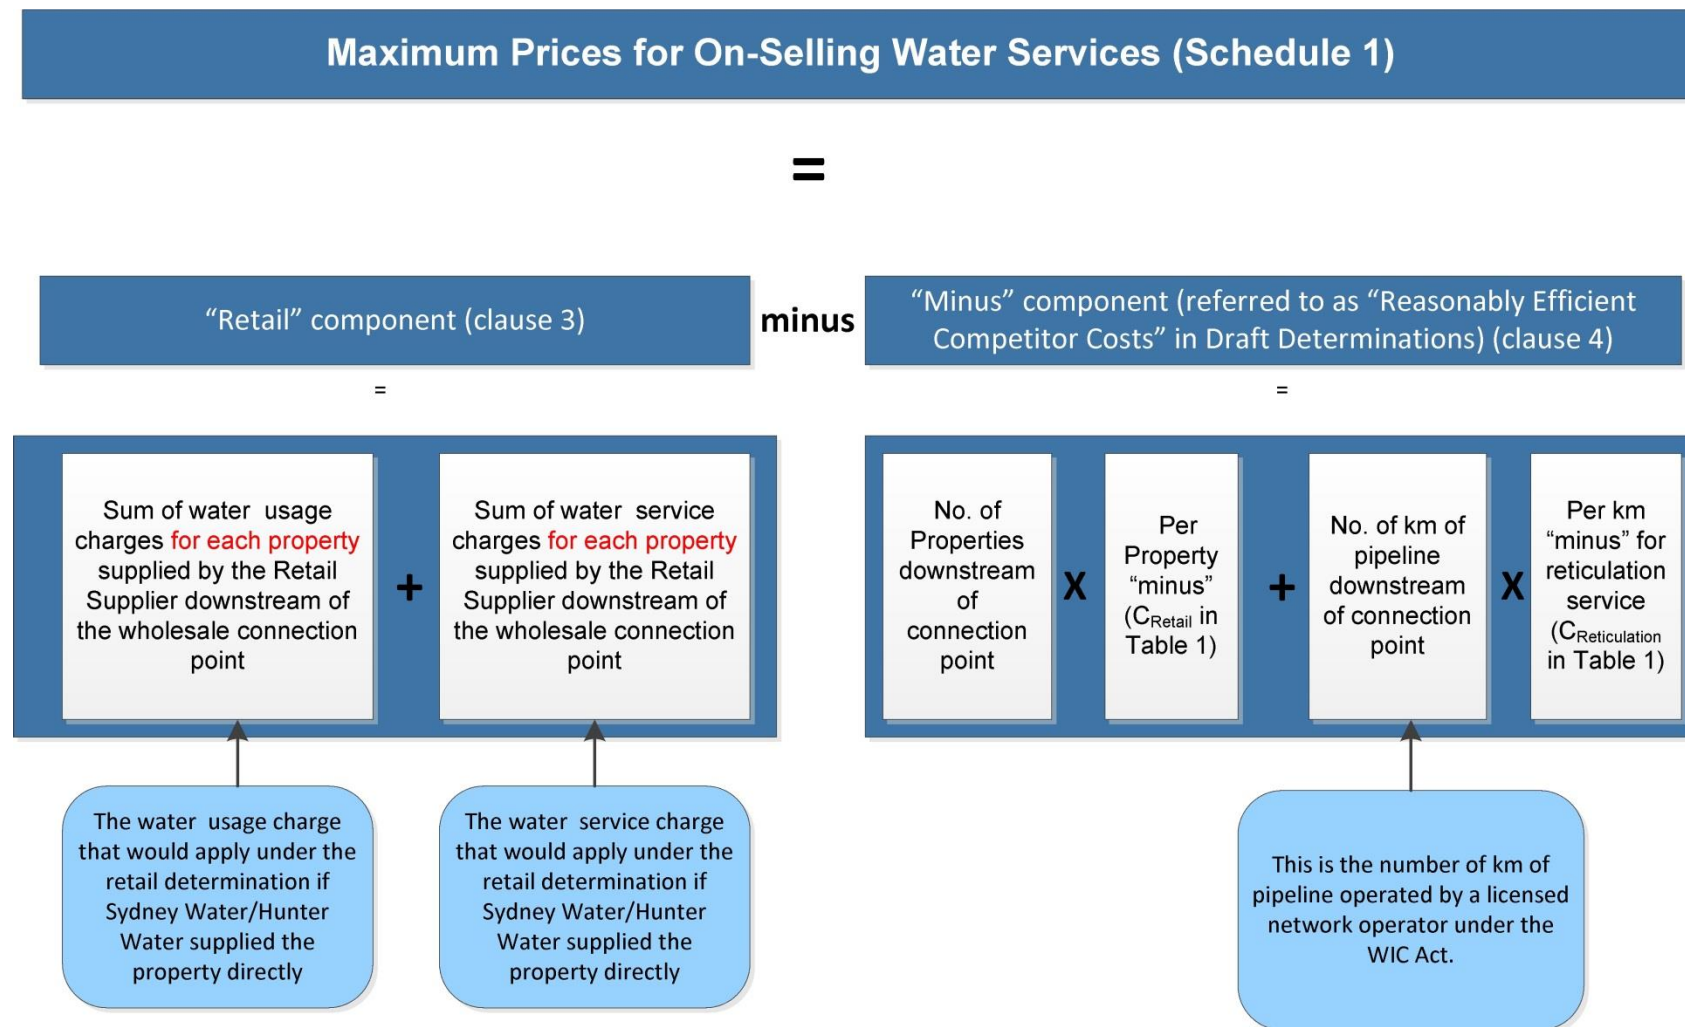 Maximum Prices for On-Selling Water Services (Schedule 1)
=
“Retail” component (clause 3)
minus
“Minus” component (referred to as “Reasonably Efficient
Competitor Costs” in Draft Determinations) (clause 4)
=
=
Sum of water usage
charges for each property
supplied by the Retail
Supplier downstream of
the wholesale connection
point
+
Sum of water service
charges for each property
supplied by the Retail
Supplier downstream of
the wholesale connection
point
No. of
Properties
downstream
of
connection
point
X
Per
Property
“minus”
(CRetail in
Table 1)
+
No. of km of
pipeline
downstream
of connection
point
X
Per km
“minus” for
reticulation
service
(CReticulation
in Table 1)
The water usage charge
that would apply under the
retail determination if
Sydney Water/Hunter
Water supplied the
property directly
The water service charge
that would apply under the
retail determination if
Sydney Water/Hunter
Water supplied the
property directly
This is the number of km of
pipeline operated by a licensed
network operator under the
WIC Act.